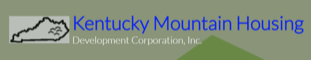 Kentucky Mountain Housing
Development Corporation, Inc.